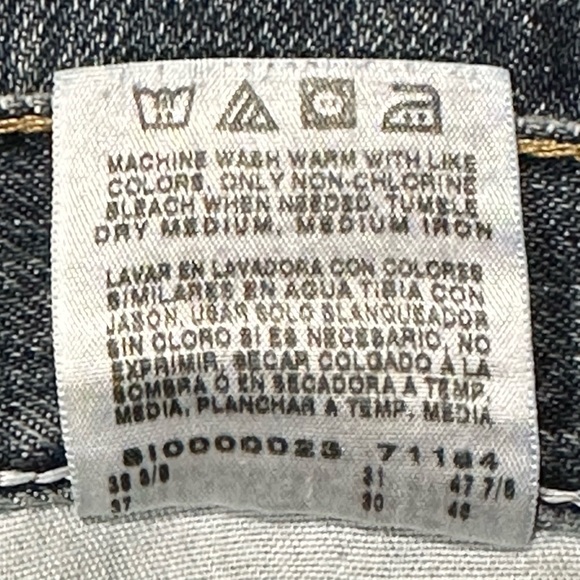 MACHINE WASH WARM WITH LIKE
COLORS, ONLY NON-CHLORINE
BLEACH WHEN NEEDED, TUMBLE
DRY MEDIUM, MEDIUM IRON
LAVAR EN LAVADORA CON COLORES
SIMILARES EN AGUA TIBIA CON
JASON, USAR SOLO BLANQUEADOR
SIN CLORO SI ES NECESARIO, NO
EXPRIMIR, SECAR COLGADO A LA
SOMBRA Ó EN SECADORA A TEMP.
MEDIA, PLANCHAR A TEMP, MEDIA
SI0000023 71184
38 3/8 31 47 7/8
37 30 46